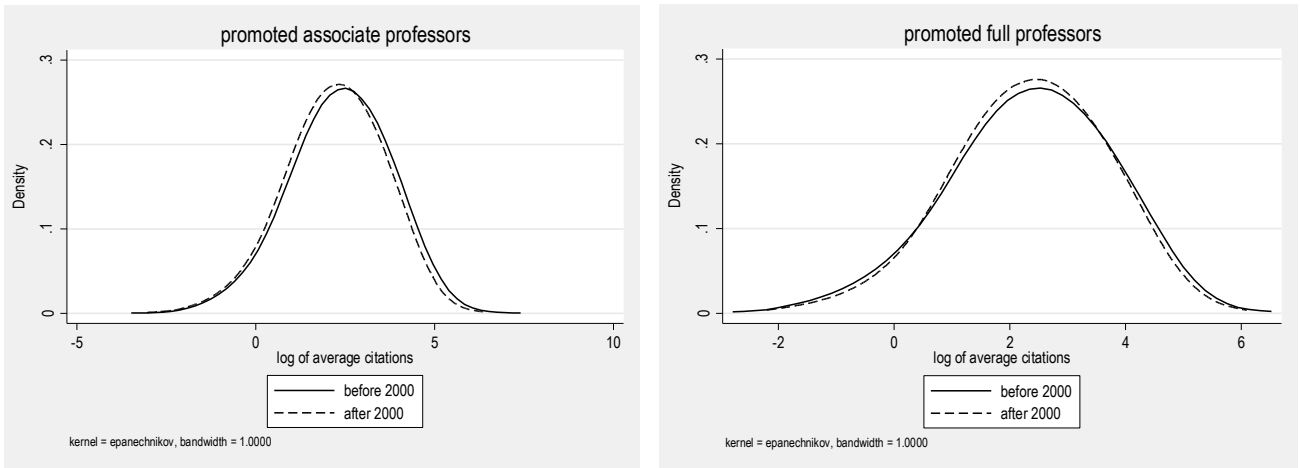 promoted associate professors
.3
.2
.1
0
Density
-5
0
5
10
log of average citations
before 2000
after 2000
kernel = epanechnikov, bandwidth = 1.0000
promoted full professors
.3
.2
.1
0
Density
-2
0
2
4
6
log of average citations
before 2000
after 2000
kernel = epanechnikov, bandwidth = 1.0000